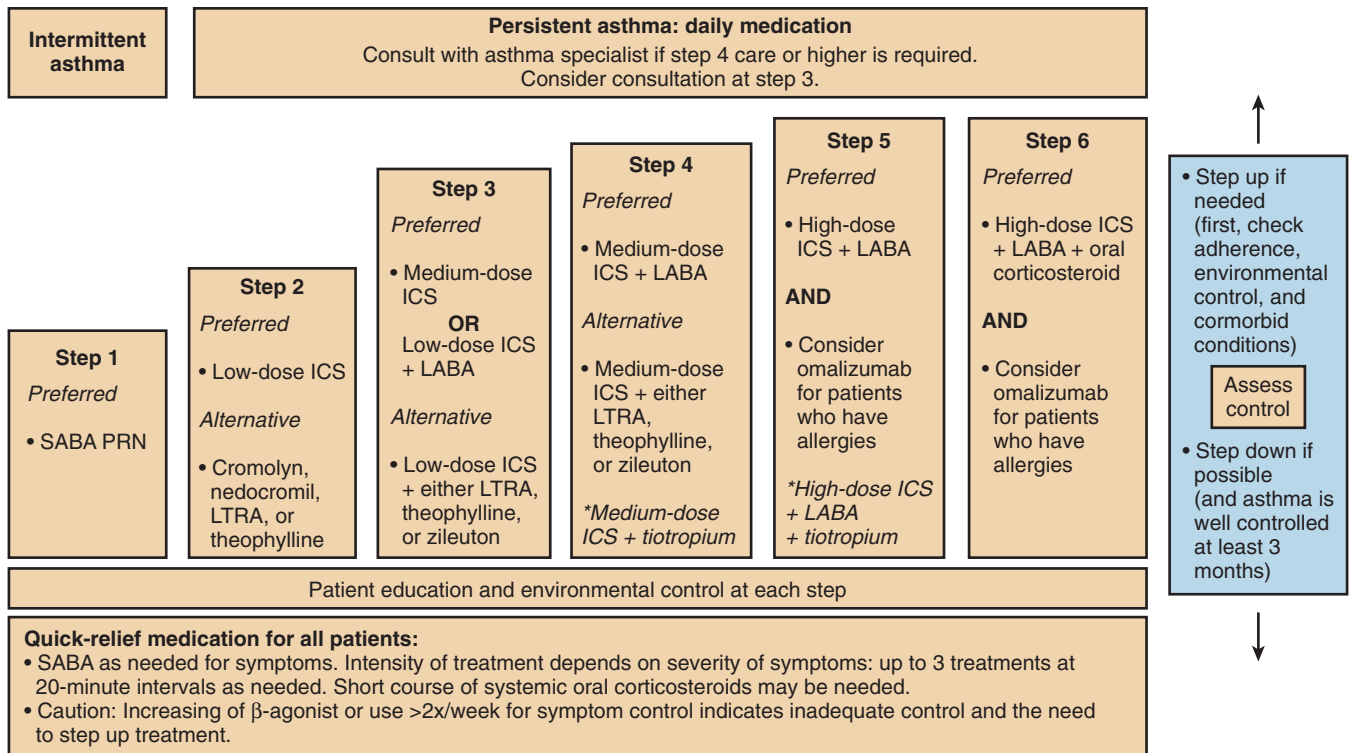 Intermittent
asthma
Persistent asthma: daily medication
Consult with asthma specialist if step 4 care or higher is required.
Consider consultation at step 3.
Step 1
Preferred
• SABA PRN
Step 2
Preferred
• Low-dose ICS
Alternative
• Cromolyn,
nedocromil,
LTRA, or
theophylline
Step 3
Preferred
• Medium-dose
ICS
OR
Low-dose ICS
+ LABA
Alternative
• Low-dose ICS
+ either LTRA,
theophylline,
or zileuton
Step 4
Preferred
• Medium-dose
ICS + LABA
Alternative
• Medium-dose
ICS + either
LTRA,
theophylline,
or zileuton
*Medium-dose
ICS + tiotropium
Step 5
Preferred
• High-dose
ICS + LABA
AND
• Consider
omalizumab
for patients
who have
allergies
*High-dose ICS
+ LABA
+ tiotropium
Step 6
Preferred
• High-dose ICS
+ LABA + oral
corticosteroid
AND
• Consider
omalizumab
for patients
who have
allergies
• Step up if
needed
(first, check
adherence,
environmental
control, and
cormorbid
conditions)
Assess
control
• Step down if
possible
(and asthma is
well controlled
at least 3
months)
Patient education and environmental control at each step
Quick-relief medication for all patients:
• SABA as needed for symptoms. Intensity of treatment depends on severity of symptoms: up to 3 treatments at
20-minute intervals as needed. Short course of systemic oral corticosteroids may be needed.
• Caution: Increasing of β-agonist or use >2x/week for symptom control indicates inadequate control and the need
to step up treatment.